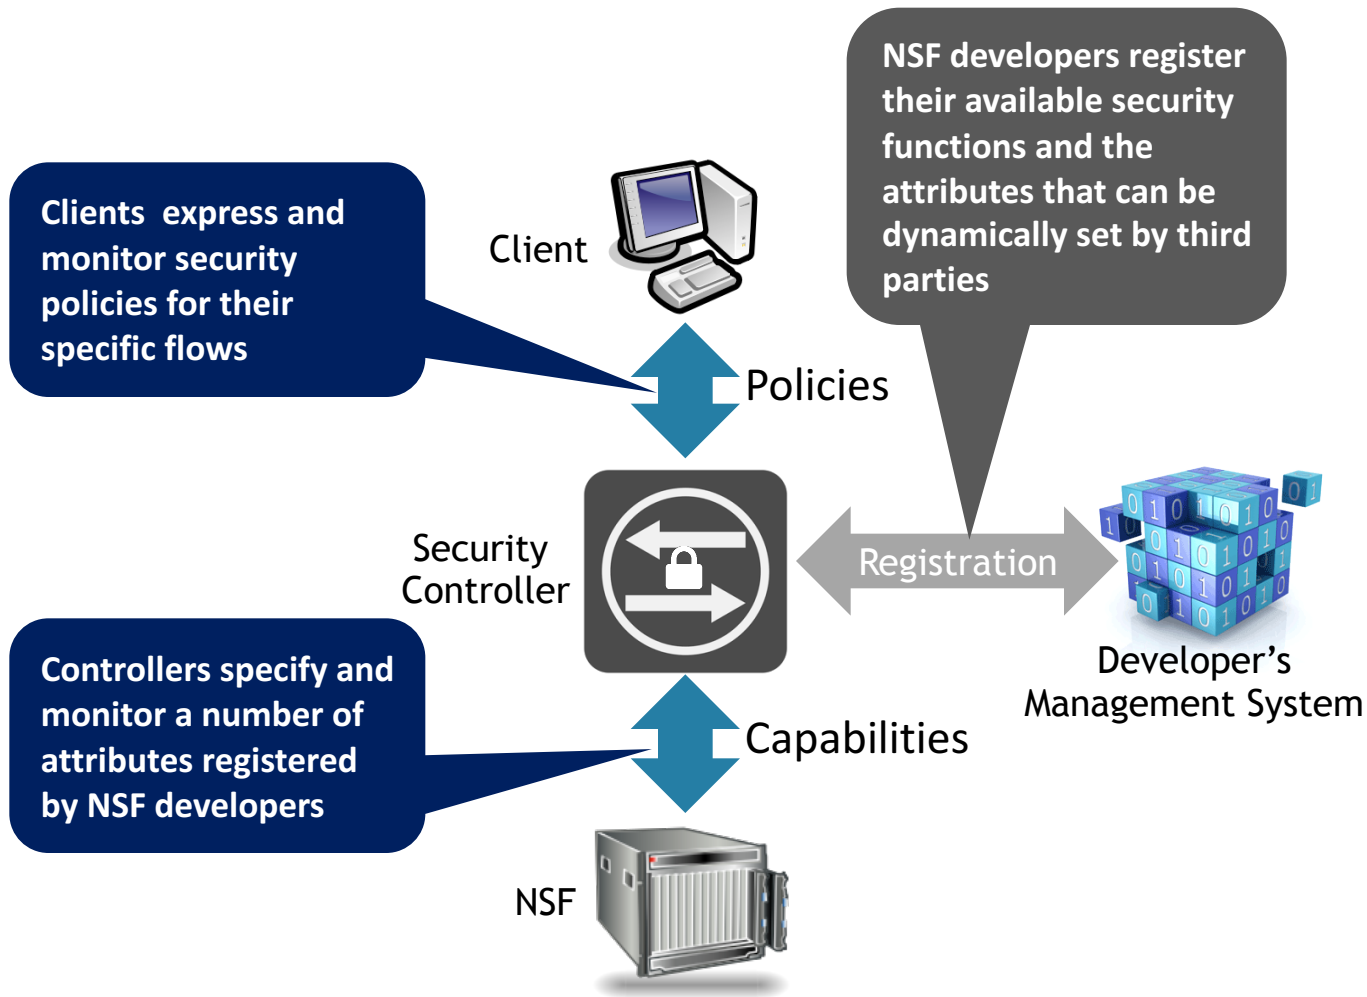 NSF developers register
their available security
functions and the
attributes that can be
dynamically set by third
parties
Clients  express and
monitor security
policies for their
specific flows
Client
Policies
Security
Controller
Registration
Developer’s
Management System
Controllers specify and
monitor a number of
attributes registered
by NSF developers
Capabilities
NSF